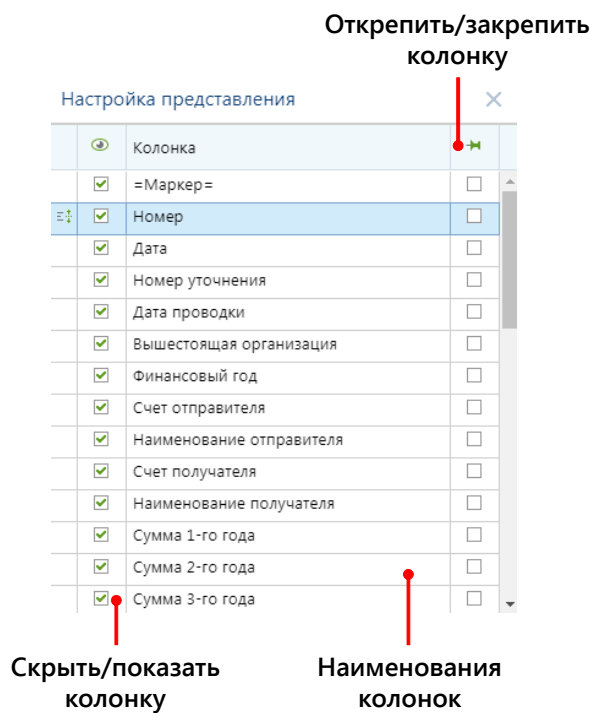 Открепить/закрепить
колонку
Настройка представления
Колонка
=Маркер=
Номер
Дата
Номер уточнения
Дата проводки
Вышестоящая организация
Финансовый год
Счет отправителя
Наименование отправителя
Счет получателя
Наименование получателя
Сумма 1-го года
Сумма 2-го года
Сумма 3-го года
Скрыть/показать
колонку
Наименования
колонок